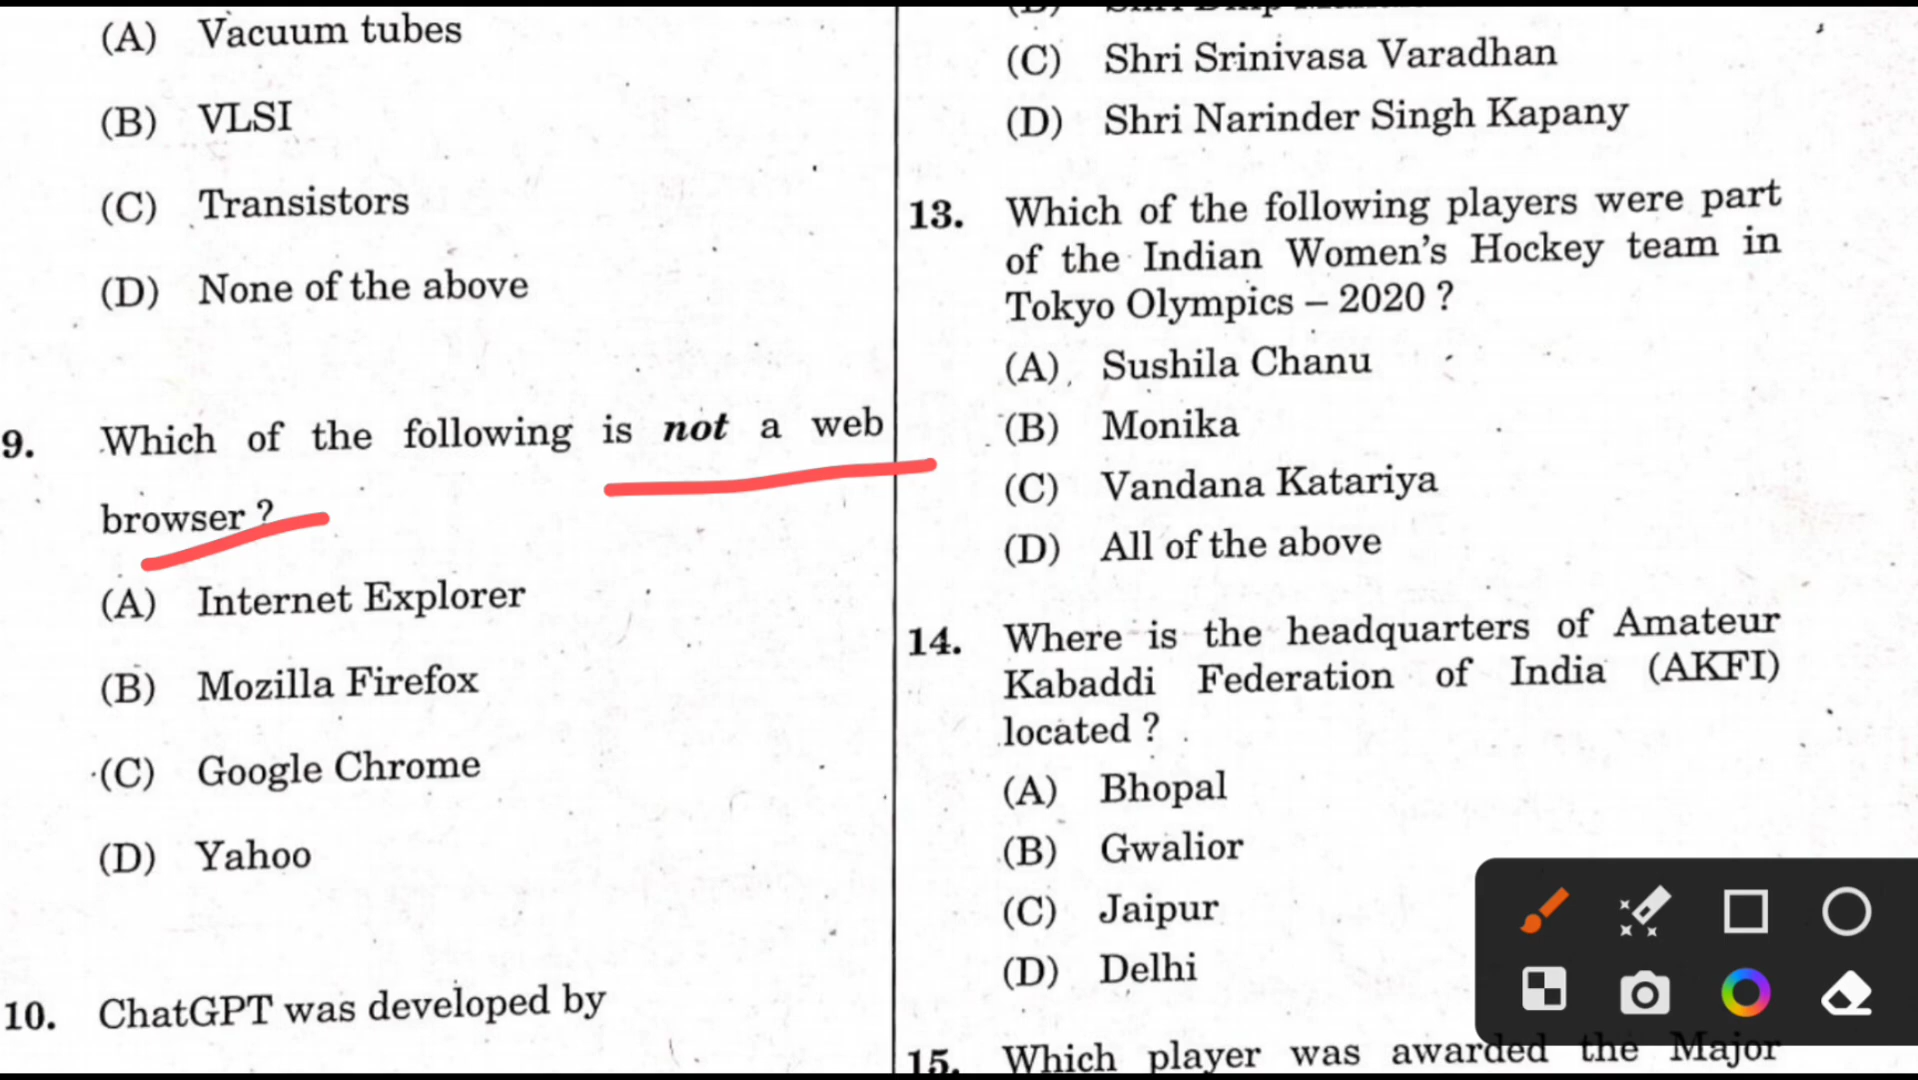 (A) Vacuum tubes
(B) VLSI
(C) Transistors
(D) None of the above
9. Which of the following is not a web
browser ?
(A) Internet Explorer
(B) Mozilla Firefox
(C) Google Chrome
(D) Yahoo
10. ChatGPT was developed by
(C) Shri Srinivasa Varadhan
(D) Shri Narinder Singh Kapany
13. Which of the following players were part
of the Indian Women's Hockey team in
Tokyo Olympics – 2020 ?
(A) Sushila Chanu
(B) Monika
(C) Vandana Katariya
(D) All of the above
14. Where is the headquarters of Amateur
Kabaddi Federation of India (AKFI)
located ?
(A) Bhopal
(B) Gwalior
(C) Jaipur
(D) Delhi
15. Which player was awarded the Major